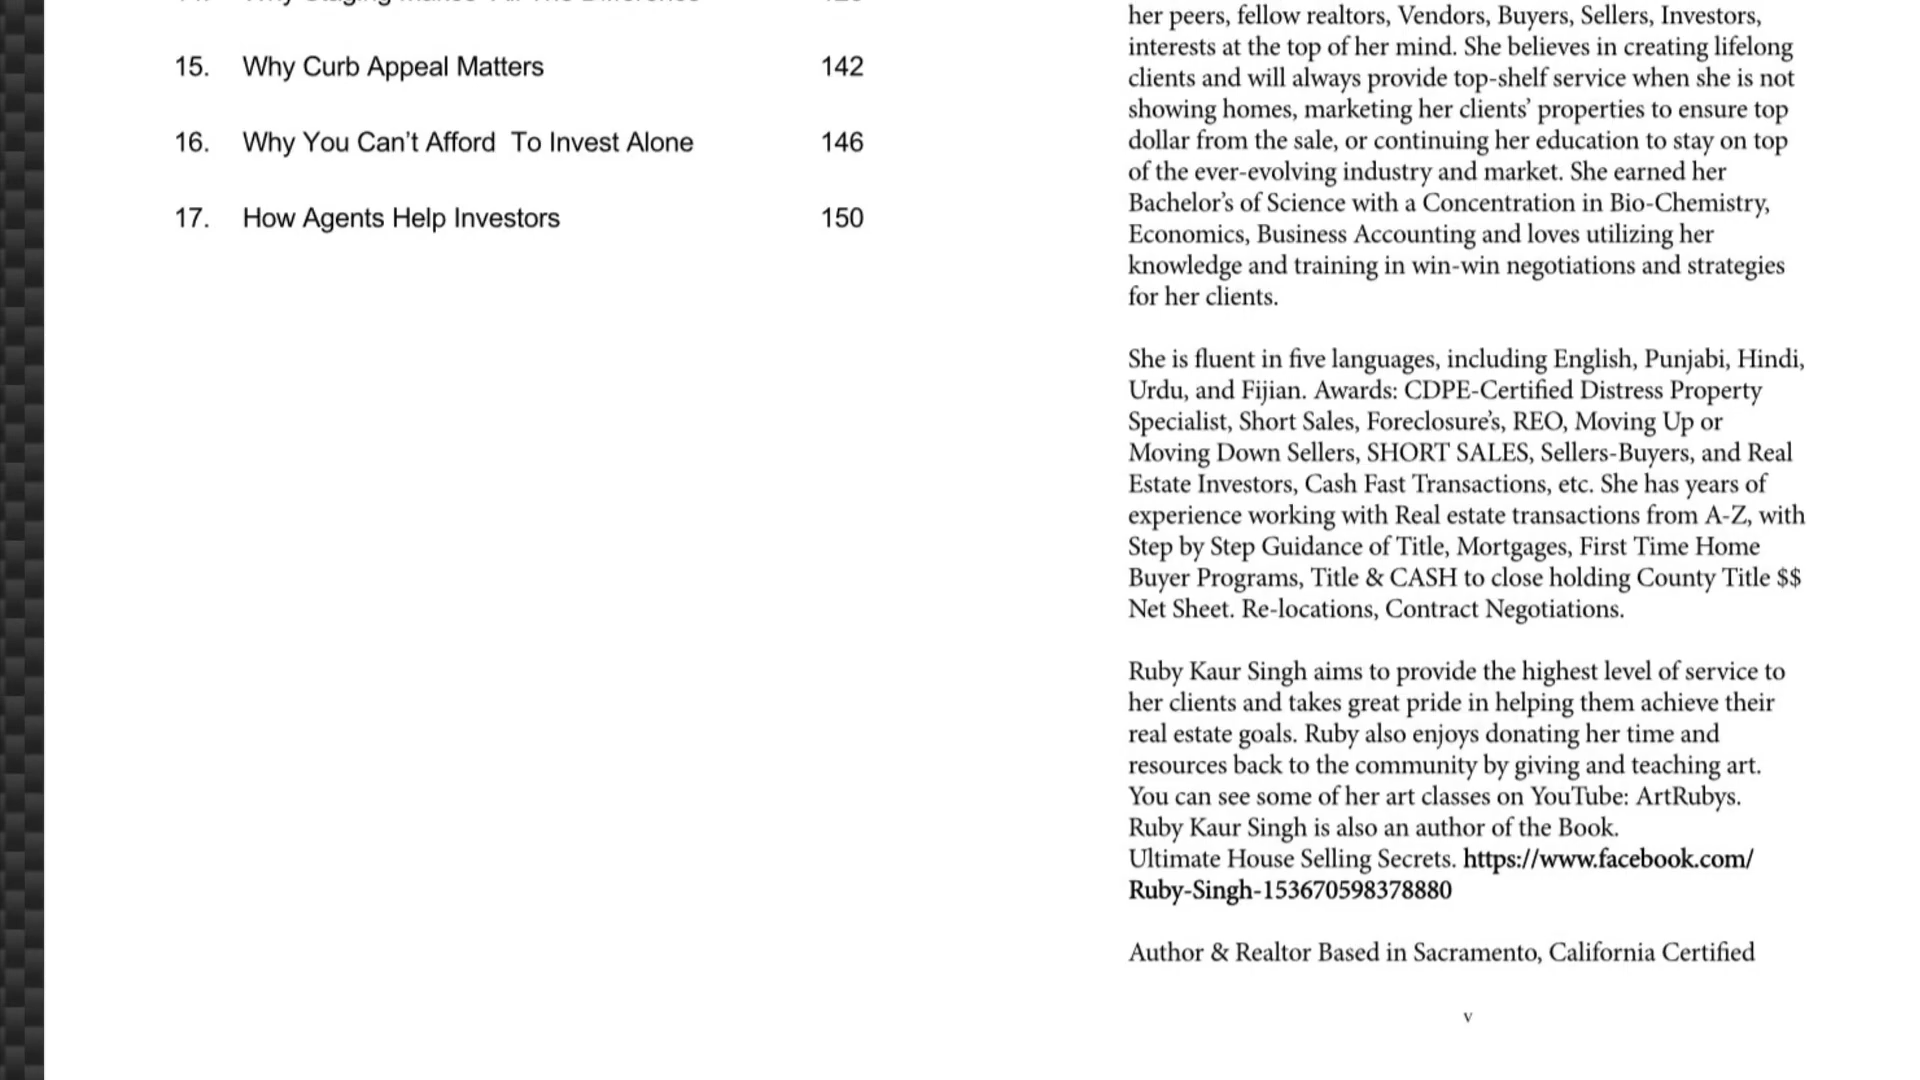 15. Why Curb Appeal Matters 142
16. Why You Can't Afford  To Invest Alone 146
17. How Agents Help Investors 150
her peers, fellow realtors, Vendors, Buyers, Sellers, Investors,
interests at the top of her mind. She believes in creating lifelong
clients and will always provide top-shelf service when she is not
showing homes, marketing her clients' properties to ensure top
dollar from the sale, or continuing her education to stay on top
of the ever-evolving industry and market. She earned her
Bachelor's of Science with a Concentration in Bio-Chemistry,
Economics, Business Accounting and loves utilizing her
knowledge and training in win-win negotiations and strategies
for her clients.
She is fluent in five languages, including English, Punjabi, Hindi,
Urdu, and Fijian. Awards: CDPE-Certified Distress Property
Specialist, Short Sales, Foreclosure's, REO, Moving Up or
Moving Down Sellers, SHORT SALES, Sellers-Buyers, and Real
Estate Investors, Cash Fast Transactions, etc. She has years of
experience working with Real estate transactions from A-Z, with
Step by Step Guidance of Title, Mortgages, First Time Home
Buyer Programs, Title & CASH to close holding County Title $$
Net Sheet. Re-locations, Contract Negotiations.
Ruby Kaur Singh aims to provide the highest level of service to
her clients and takes great pride in helping them achieve their
real estate goals. Ruby also enjoys donating her time and
resources back to the community by giving and teaching art.
You can see some of her art classes on YouTube: ArtRubys.
Ruby Kaur Singh is also an author of the Book.
Ultimate House Selling Secrets. https://www.facebook.com/
Ruby-Singh-153670598378880
Author & Realtor Based in Sacramento, California Certified
v